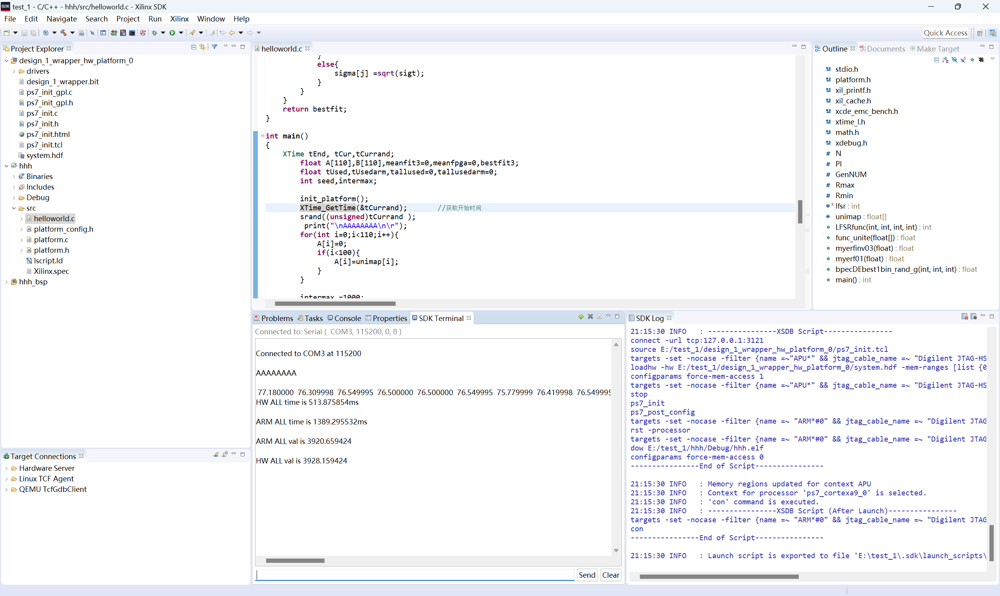 SDK test_1 - C/C++ - hhh/src/helloworld.c - Xilinx SDK
File Edit Navigate Search Project Run Xilinx Window Help
Quick Access
Project Explorer
design_1_wrapper_hw_platform_0
drivers
design_1_wrapper.bit
ps7_init_gpl.c
ps7_init_gpl.h
ps7_init.c
ps7_init.h
ps7_init.html
ps7_init.tcl
system.hdf
hhh
Binaries
Includes
Debug
src
helloworld.c
platform_config.h
platform.c
platform.h
lscript.ld
Xilinx.spec
hhh_bsp
Target Connections
Hardware Server
Linux TCF Agent
QEMU TcfGdbClient
helloworld.c
}
else{
sigma[j] =sqrt(sigt);
}
}
}
return bestfit;
}
int main()
{
XTime tEnd, tCur,tCurrand;
float A[110],B[110],meanfit3=0,meanfpga=0,bestfit3;
float tUsed,tUsedarm,tallused=0,tallusedarm=0;
int seed,intermax;
init_platform();
XTime_GetTime(&tCurrand); //获取开始时间
srand((unsigned)tCurrand );
print("\nAAAAAAAA\n\r");
for(int i=0;i<110;i++){
A[i]=0;
if(i<100){
A[i]=unimap[i];
}
}
intermax =1000;
Outline Documents Make Target
stdio.h
platform.h
xil_printf.h
xil_cache.h
xcde_emc_bench.h
xtime_l.h
math.h
xdebug.h
# N
# PI
# GenNUM
# Rmax
# Rmin
lfsr : int
unimap : float[]
LFSRfunc(int, int, int, int) : int
func_unite(float[]) : float
myerfinv03(float) : float
myerf01(float) : float
bpecDEbest1bin_rand_g(int, int, int) : float
main() : int
Problems Tasks Console Properties SDK Terminal
Connected to: Serial ( COM3, 115200, 0, 8 )
Connected to COM3 at 115200
AAAAAAAA
77.180000 76.309998 76.549995 76.500000 76.500000 76.549995 75.779999 76.419998 76.549995
HW ALL time is 513.875854ms
ARM ALL time is 1389.295532ms
ARM ALL val is 3920.659424
HW ALL val is 3928.159424
Send Clear
SDK Log
21:15:30 INFO : ----------------XSDB Script----------------
connect -url tcp:127.0.0.1:3121
source E:/test_1/design_1_wrapper_hw_platform_0/ps7_init.tcl
targets -set -nocase -filter {name =~"APU*" && jtag_cable_name =~ "Digilent JTAG-HS
loadhw -hw E:/test_1/design_1_wrapper_hw_platform_0/system.hdf -mem-ranges [list {0
configparams force-mem-access 1
targets -set -nocase -filter {name =~"APU*" && jtag_cable_name =~ "Digilent JTAG-HS
stop
ps7_init
ps7_post_config
targets -set -nocase -filter {name =~ "ARM*#0" && jtag_cable_name =~ "Digilent JTAG
rst -processor
targets -set -nocase -filter {name =~ "ARM*#0" && jtag_cable_name =~ "Digilent JTAG
dow E:/test_1/hhh/Debug/hhh.elf
configparams force-mem-access 0
----------------End of Script----------------
21:15:30 INFO : Memory regions updated for context APU
21:15:30 INFO : Context for processor 'ps7_cortexa9_0' is selected.
21:15:30 INFO : 'con' command is executed.
21:15:30 INFO : ----------------XSDB Script (After Launch)----------------
targets -set -nocase -filter {name =~ "ARM*#0" && jtag_cable_name =~ "Digilent JTAG
con
----------------End of Script----------------
21:15:30 INFO : Launch script is exported to file 'E:\test_1\.sdk\launch_scripts\